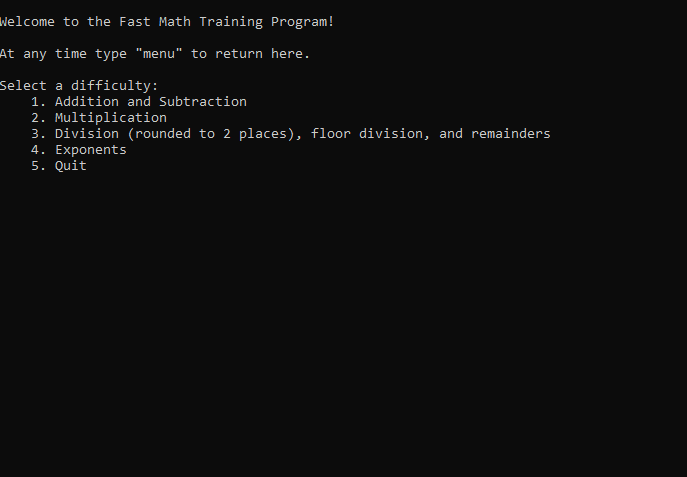 Welcome to the Fast Math Training Program!
At any time type "menu" to return here.
Select a difficulty:
1. Addition and Subtraction
2. Multiplication
3. Division (rounded to 2 places), floor division, and remainders
4. Exponents
5. Quit